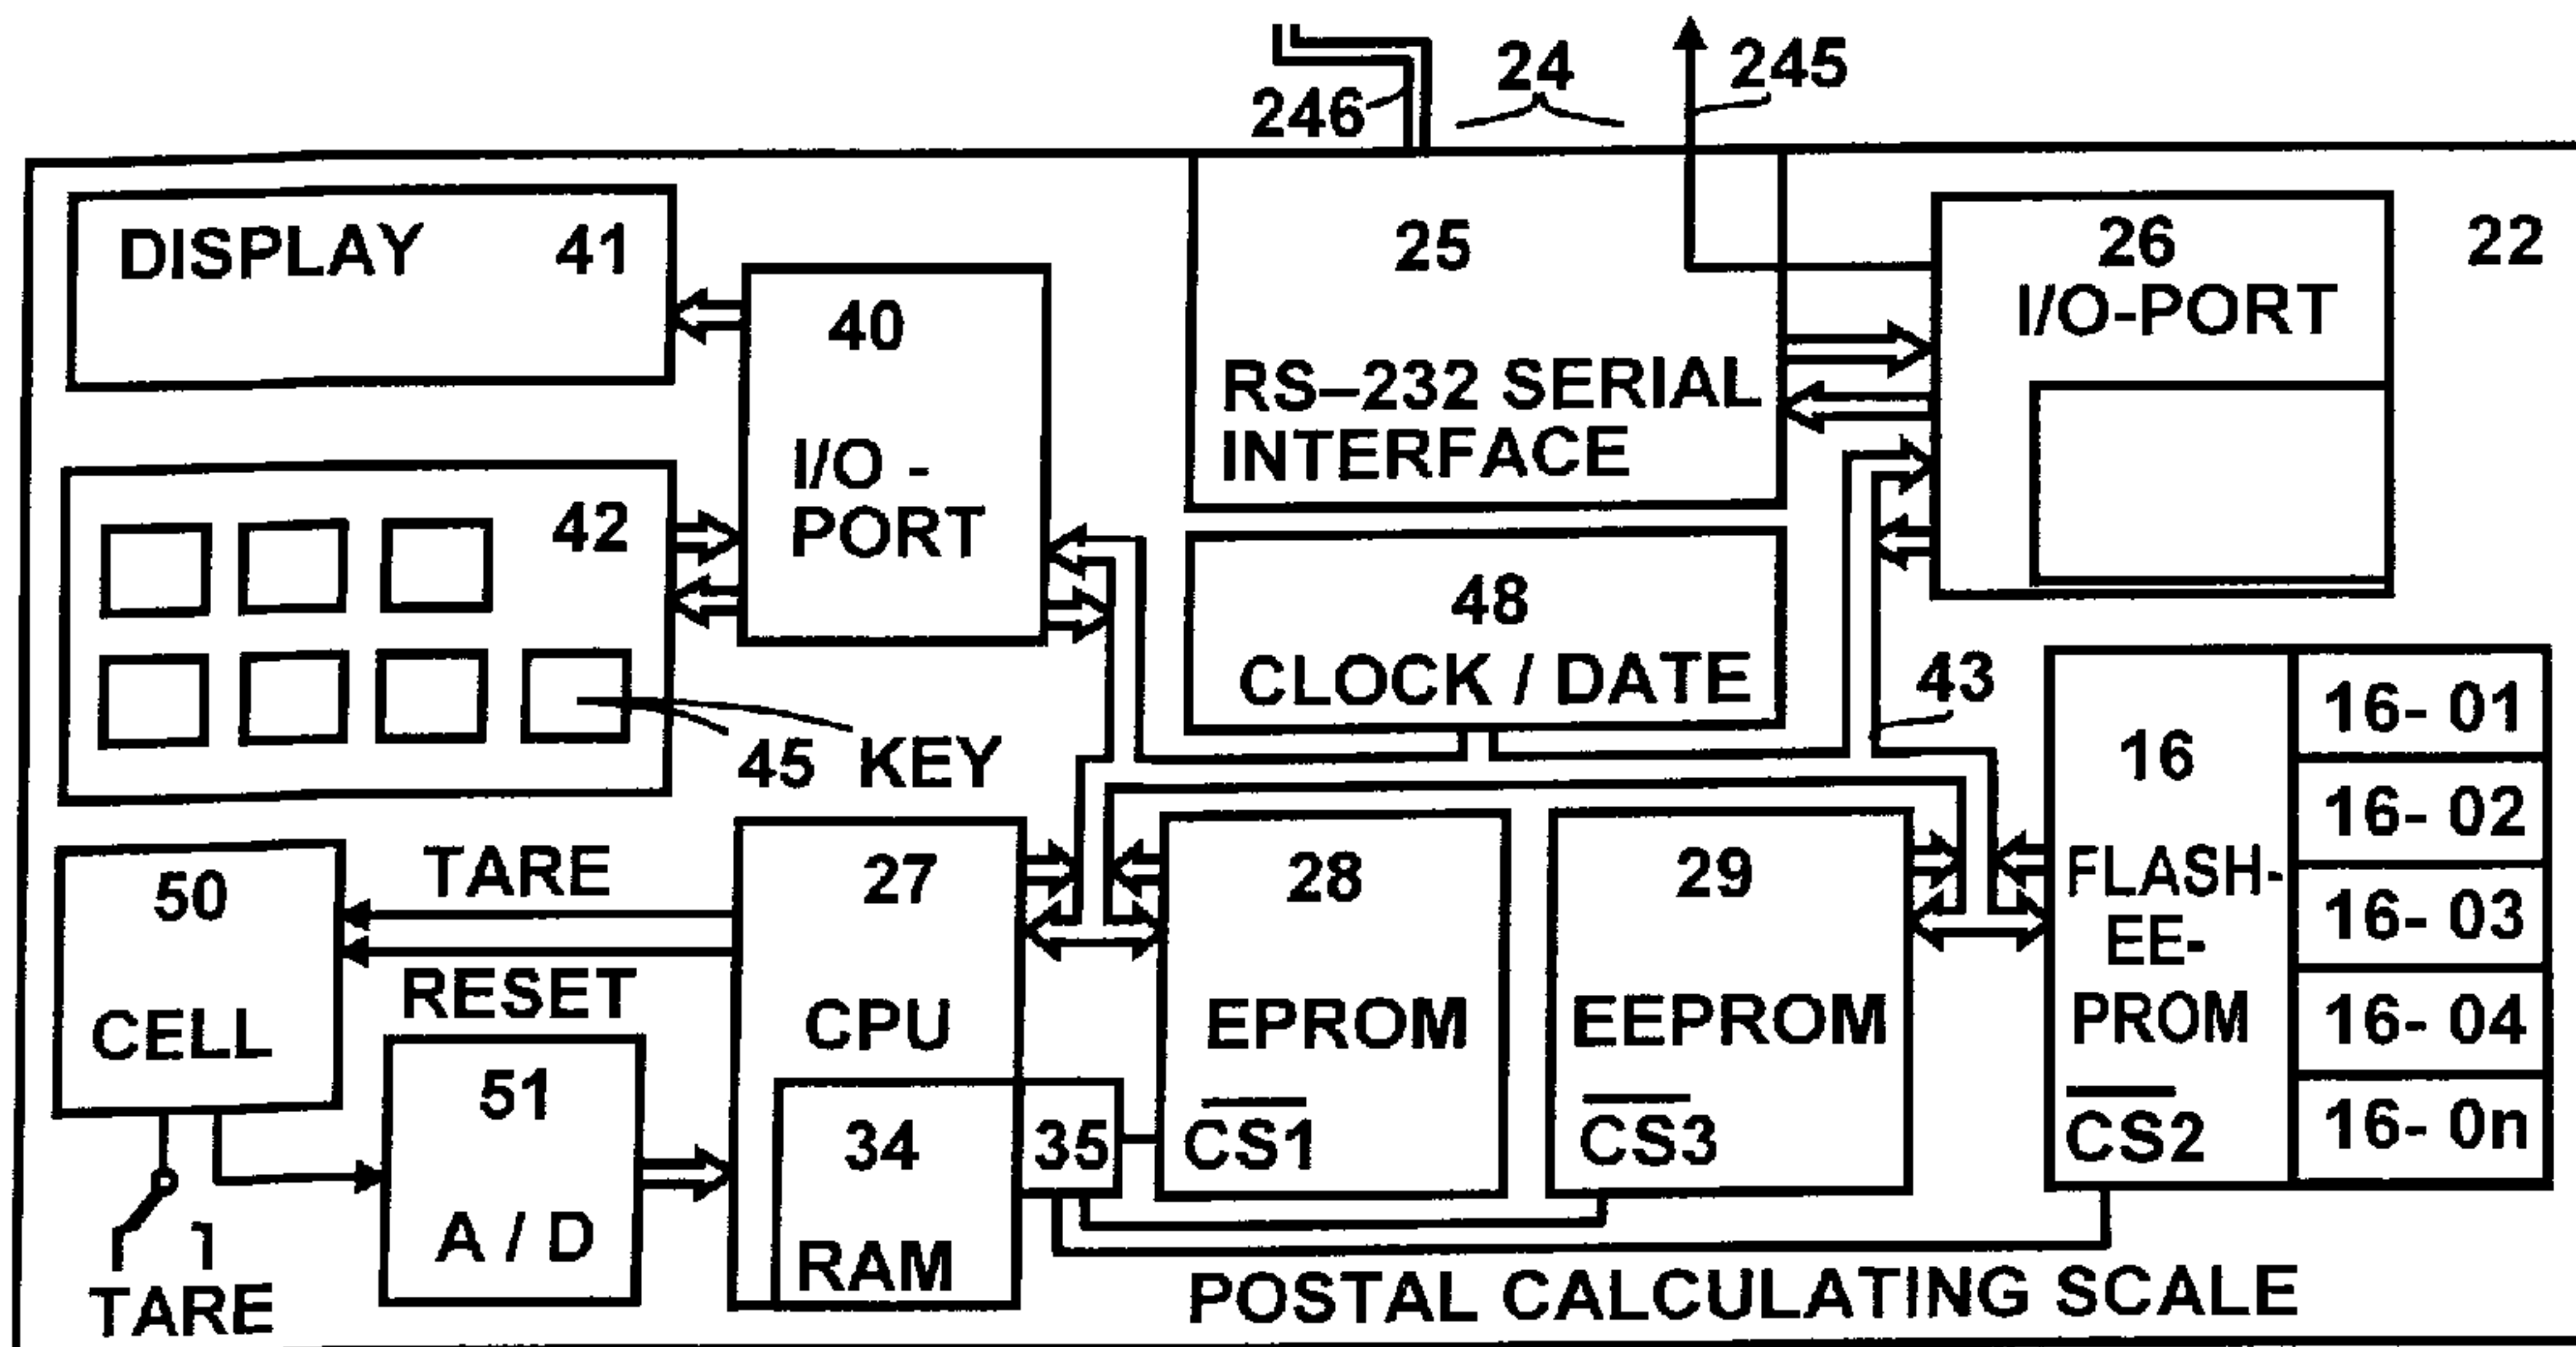 246
24
245
DISPLAY 41
40
I/O -
PORT
25
RS–232 SERIAL
INTERFACE
26
I/O-PORT
22
42
45 KEY
48
CLOCK / DATE
43
16
FLASH-
EE-
PROM
CS2
16- 01
16- 02
16- 03
16- 04
16- 0n
50
CELL
TARE
RESET
TARE
51
A / D
27
CPU
34
RAM
35
28
EPROM
CS1
29
EEPROM
CS3
POSTAL CALCULATING SCALE